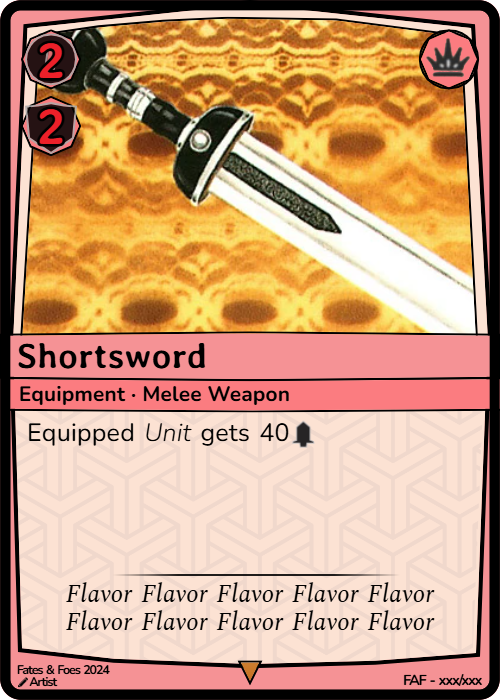 2
2
Shortsword
Equipment · Melee Weapon
Equipped Unit gets 40
Flavor Flavor Flavor Flavor Flavor
Flavor Flavor Flavor Flavor Flavor
Fates & Foes 2024
Artist
FAF - xxx/xxx